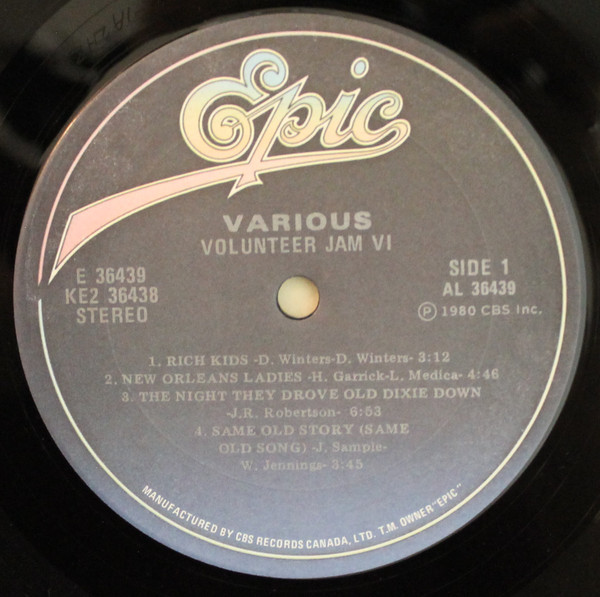 Epic
VARIOUS
VOLUNTEER JAM VI
E 36439
KE2 36438
STEREO
SIDE 1
AL 36439
Ⓟ 1980 CBS Inc.
1. RICH KIDS -D. Winters-D. Winters- 3:12
2. NEW ORLEANS LADIES -H. Garrick-L. Medica- 4:46
3. THE NIGHT THEY DROVE OLD DIXIE DOWN
-J.R. Robertson- 6:53
4. SAME OLD STORY (SAME
OLD SONG) -J. Sample-
W. Jennings- 3:45
MANUFACTURED BY CBS RECORDS CANADA, LTD. T.M. OWNER "EPIC"